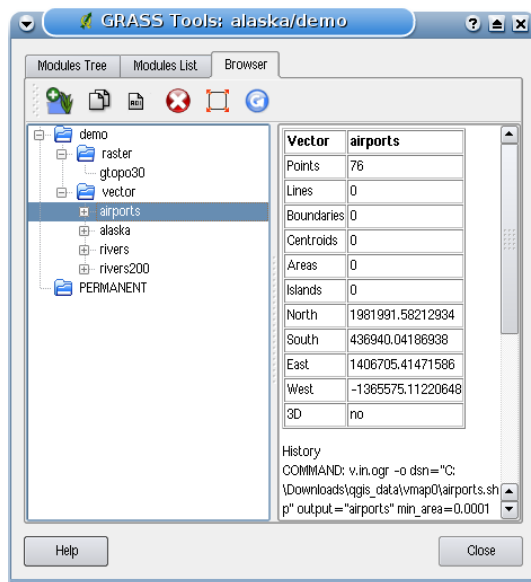 GRASS Tools: alaska/demo
Modules Tree
Modules List
Browser
demo
raster
gtopo30
vector
airports
alaska
rivers
rivers200
PERMANENT
Vector airports
Points 76
Lines 0
Boundaries 0
Centroids 0
Areas 0
Islands 0
North 1981991.58212934
South 436940.04186938
East 1406705.41471586
West -1365575.11220648
3D no
History
COMMAND: v.in.ogr -o dsn="C:
\Downloads\qgis_data\vmap0\airports.sh
p" output="airports" min_area=0.0001
Help
Close